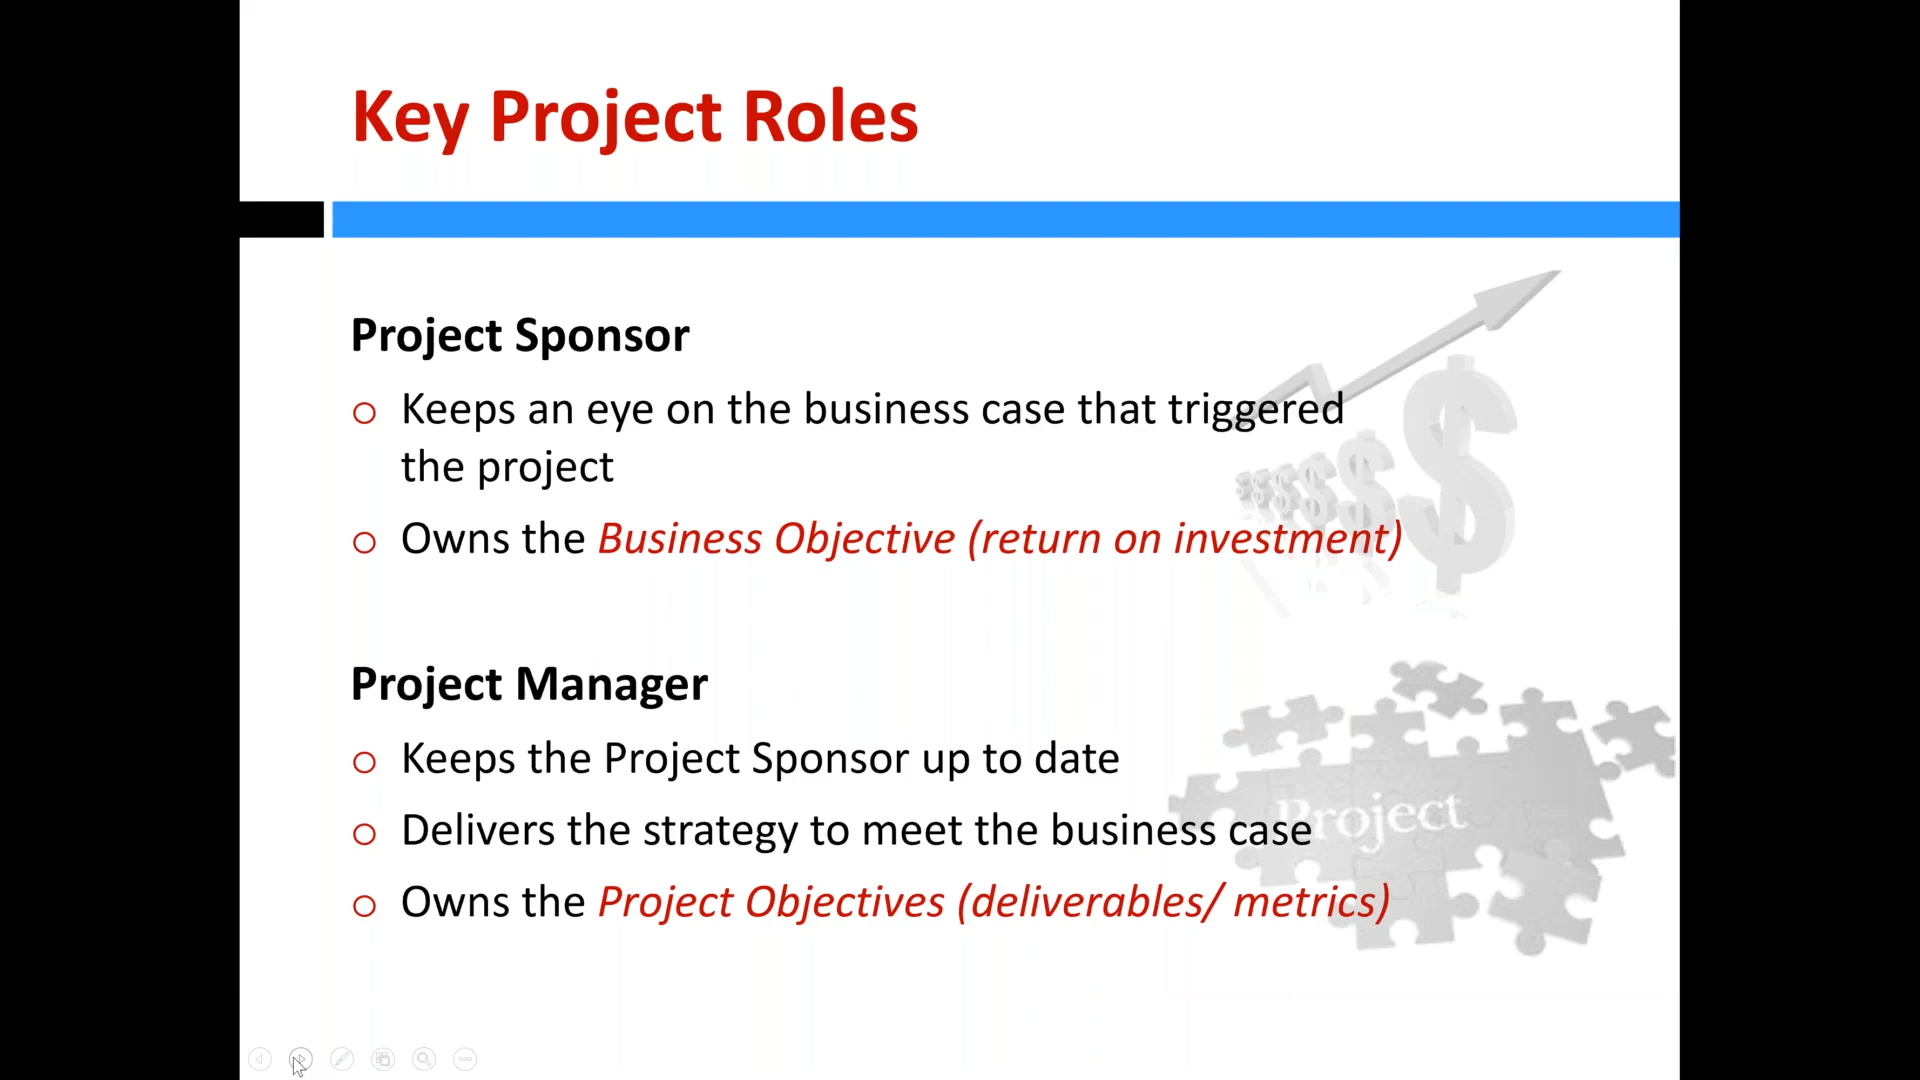 Key Project Roles
Project Sponsor
Keeps an eye on the business case that triggered
the project
Owns the Business Objective (return on investment)
$ $ $ $ $ $
Project Manager
Keeps the Project Sponsor up to date
Delivers the strategy to meet the business case
Project
Owns the Project Objectives (deliverables/ metrics)